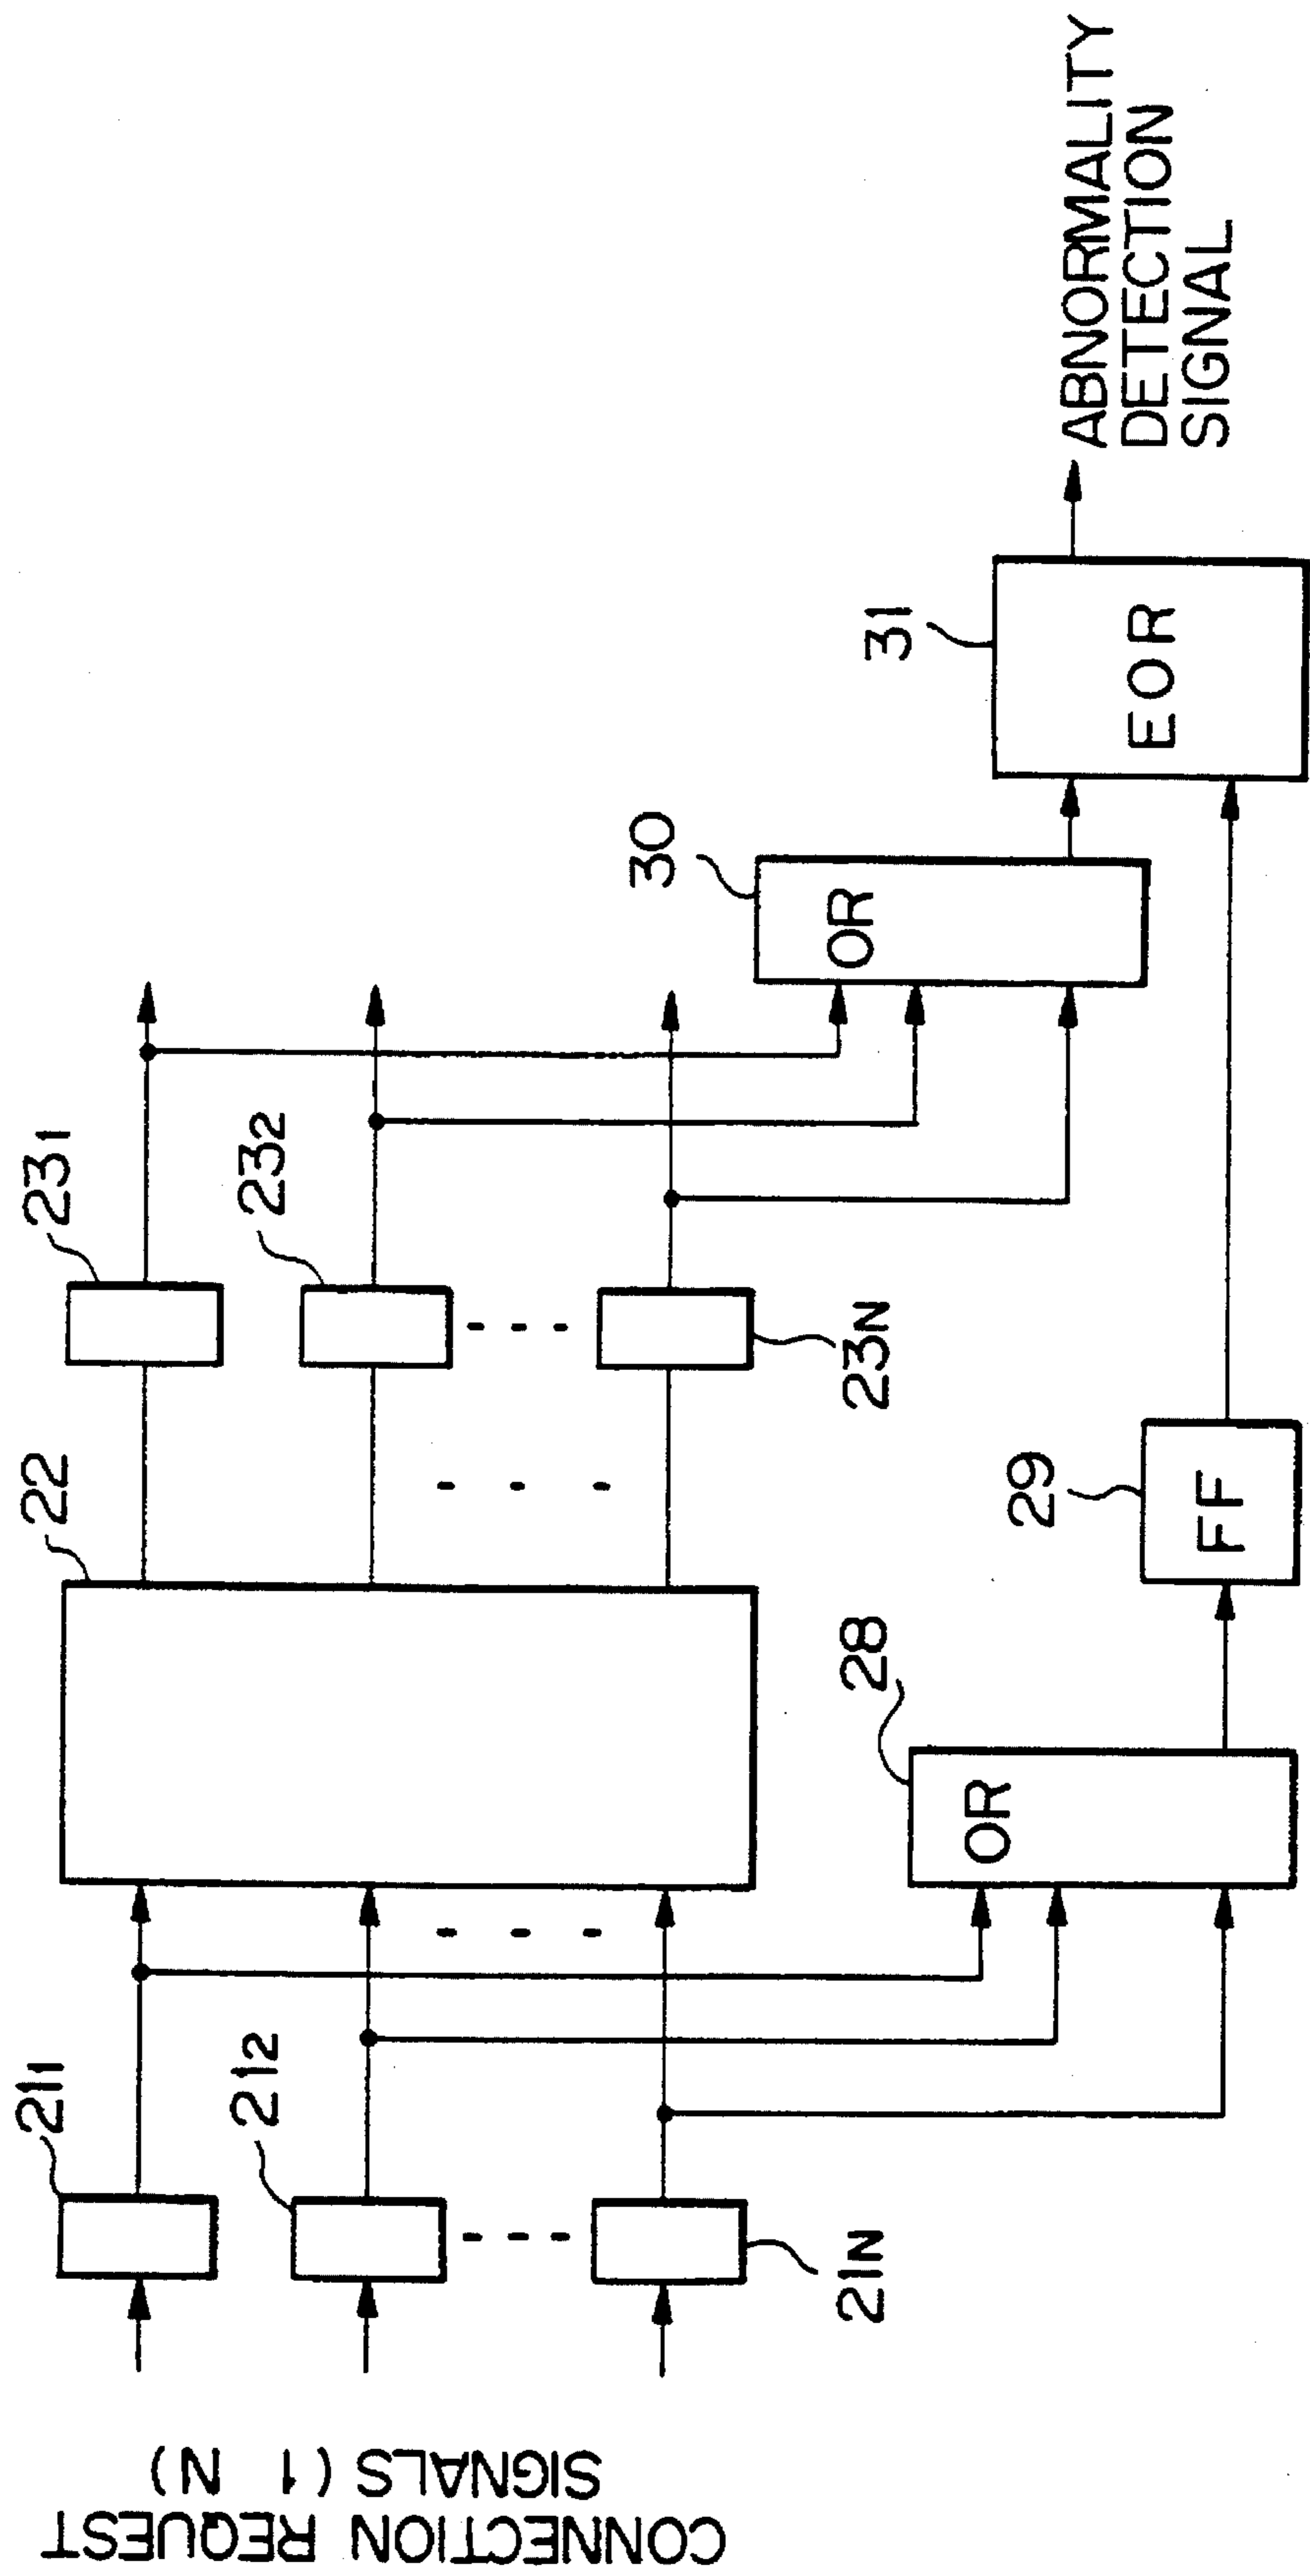 CONNECTION REQUEST
SIGNALS (1 N)
211
212
21N
22
231
232
23N
28
OR
29
FF
30
OR
31
EOR
ABNORMALITY
DETECTION
SIGNAL